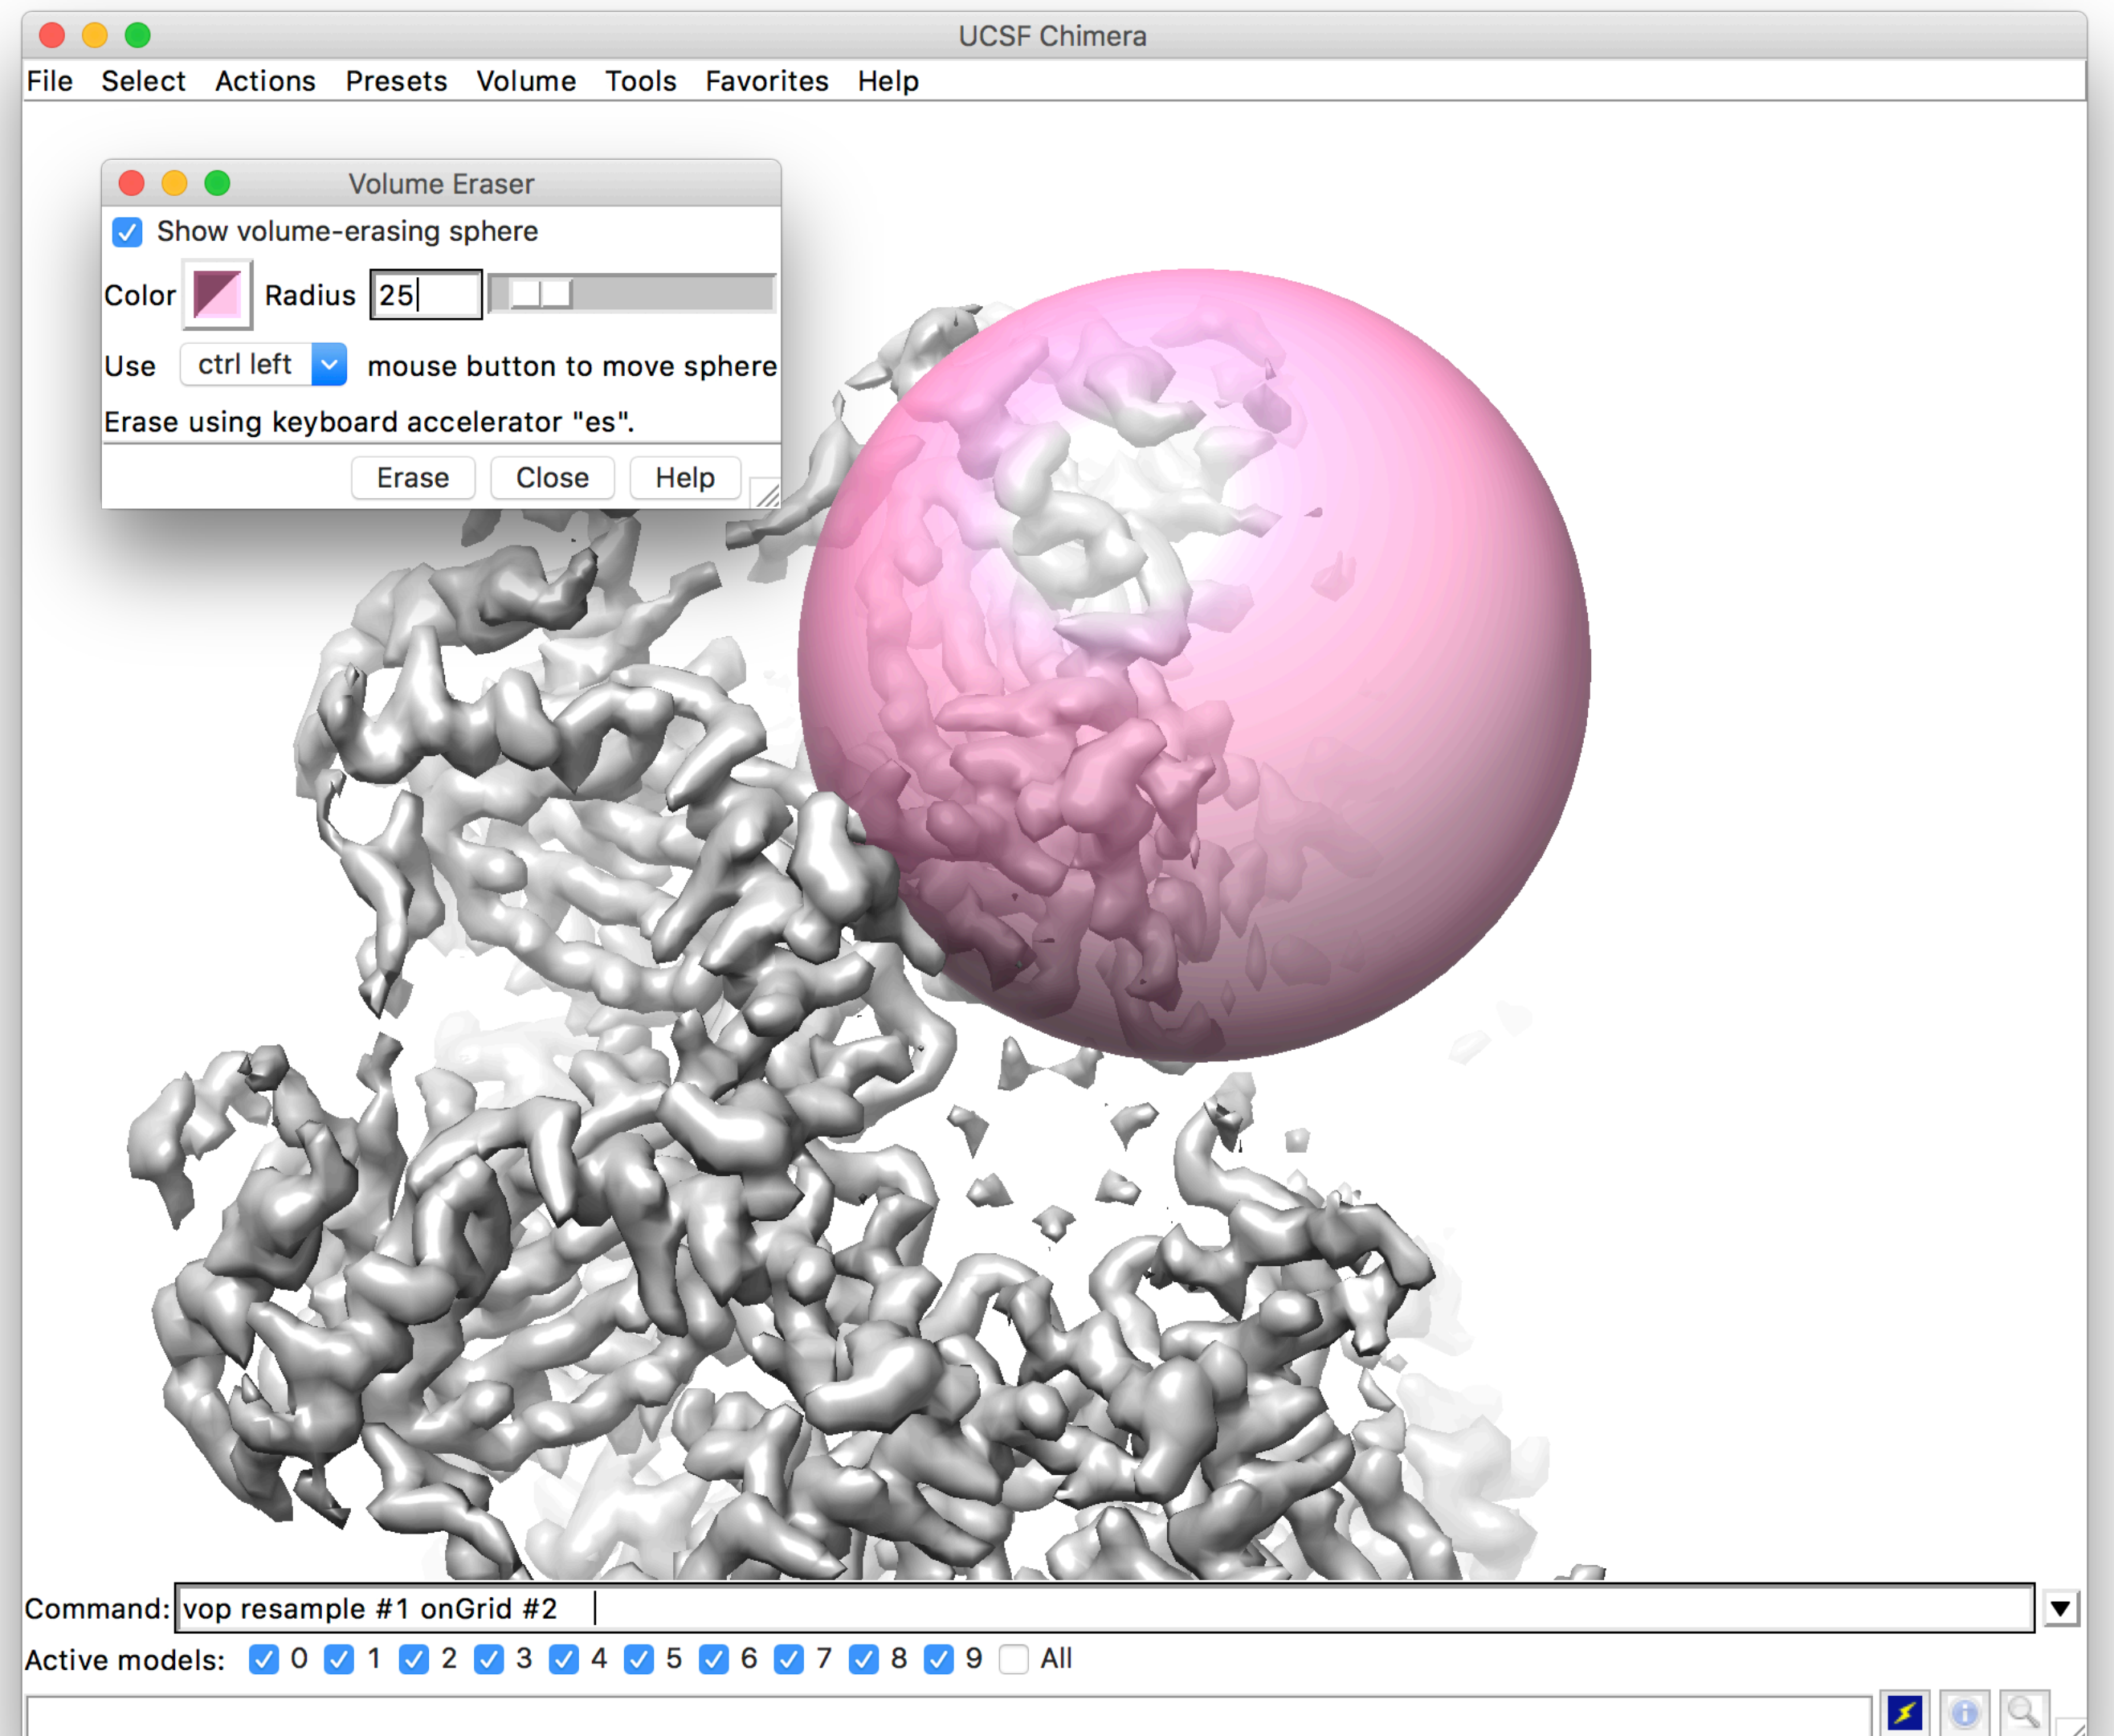 UCSF Chimera
File Select Actions Presets Volume Tools Favorites Help
Volume Eraser
Show volume-erasing sphere
Color Radius 25
Use ctrl left mouse button to move sphere
Erase using keyboard accelerator "es".
Erase Close Help
Command: vop resample #1 onGrid #2
Active models: 0 1 2 3 4 5 6 7 8 9 All